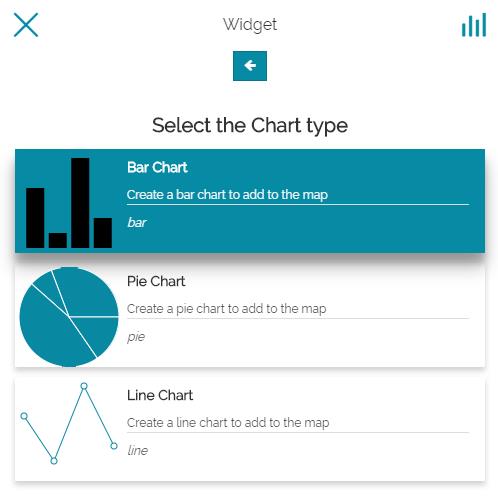 Widget
Select the Chart type
Bar Chart
Create a bar chart to add to the map
bar
Pie Chart
Create a pie chart to add to the map
pie
Line Chart
Create a line chart to add to the map
line